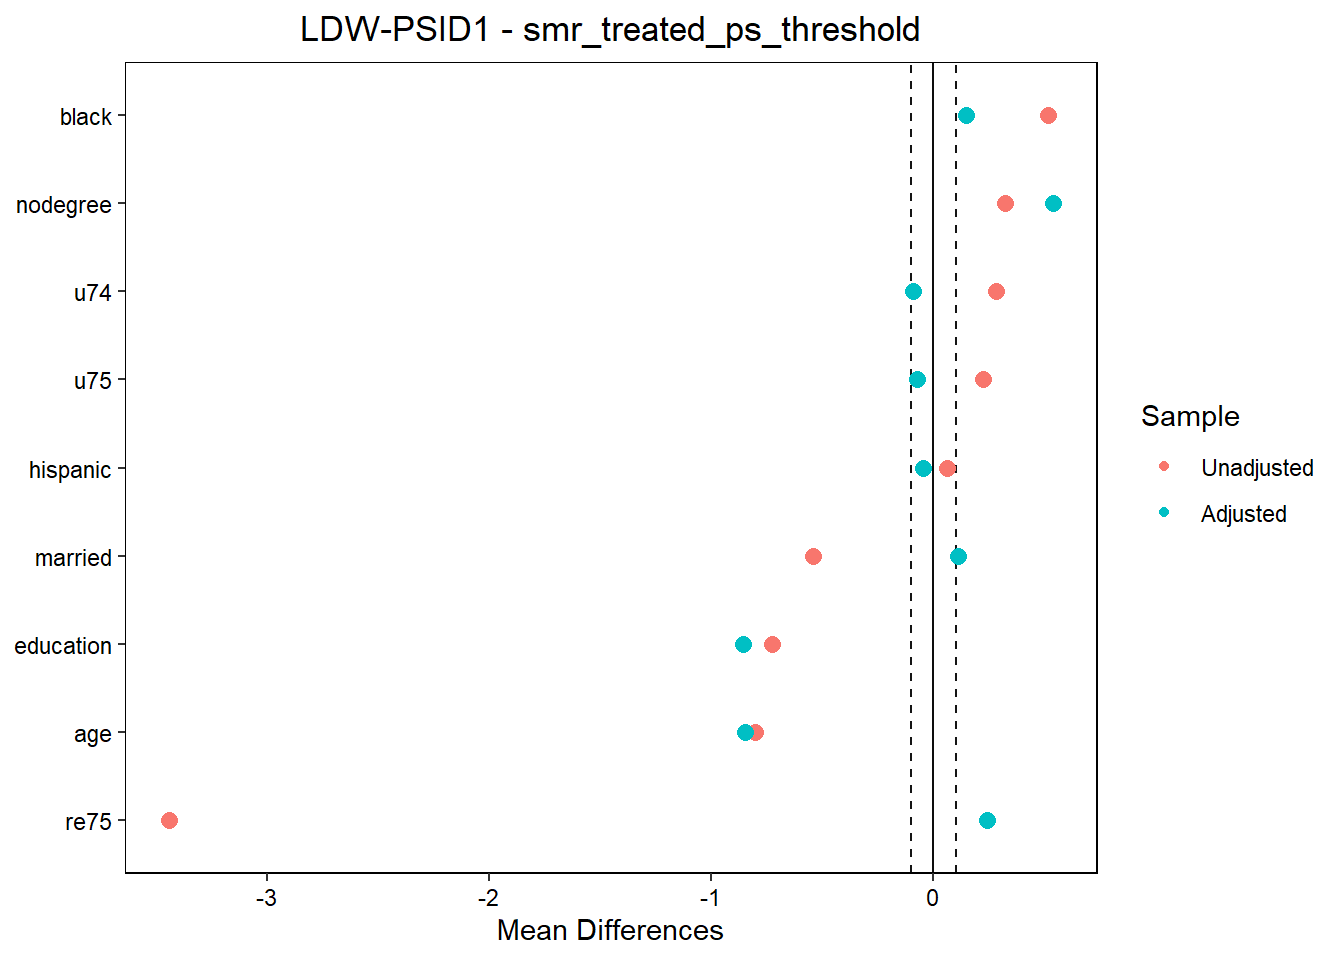 LDW-PSID1 - smr_treated_ps_threshold
black
nodegree
u74
u75
hispanic
married
education
age
re75
-3
-2
-1
0
Mean Differences
Sample
Unadjusted
Adjusted